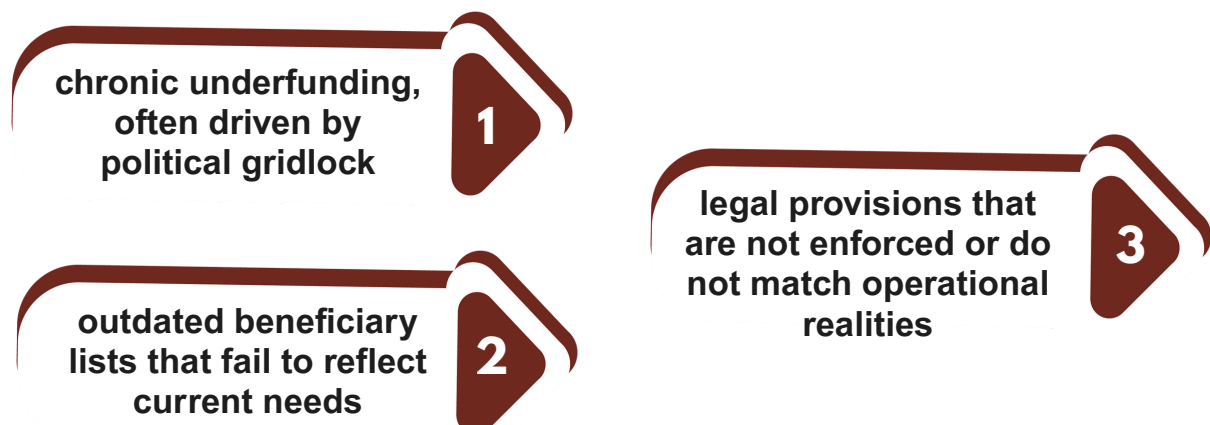 chronic underfunding,
often driven by
political gridlock
1
outdated beneficiary
lists that fail to reflect
current needs
2
legal provisions that
are not enforced or do
not match operational
realities
3